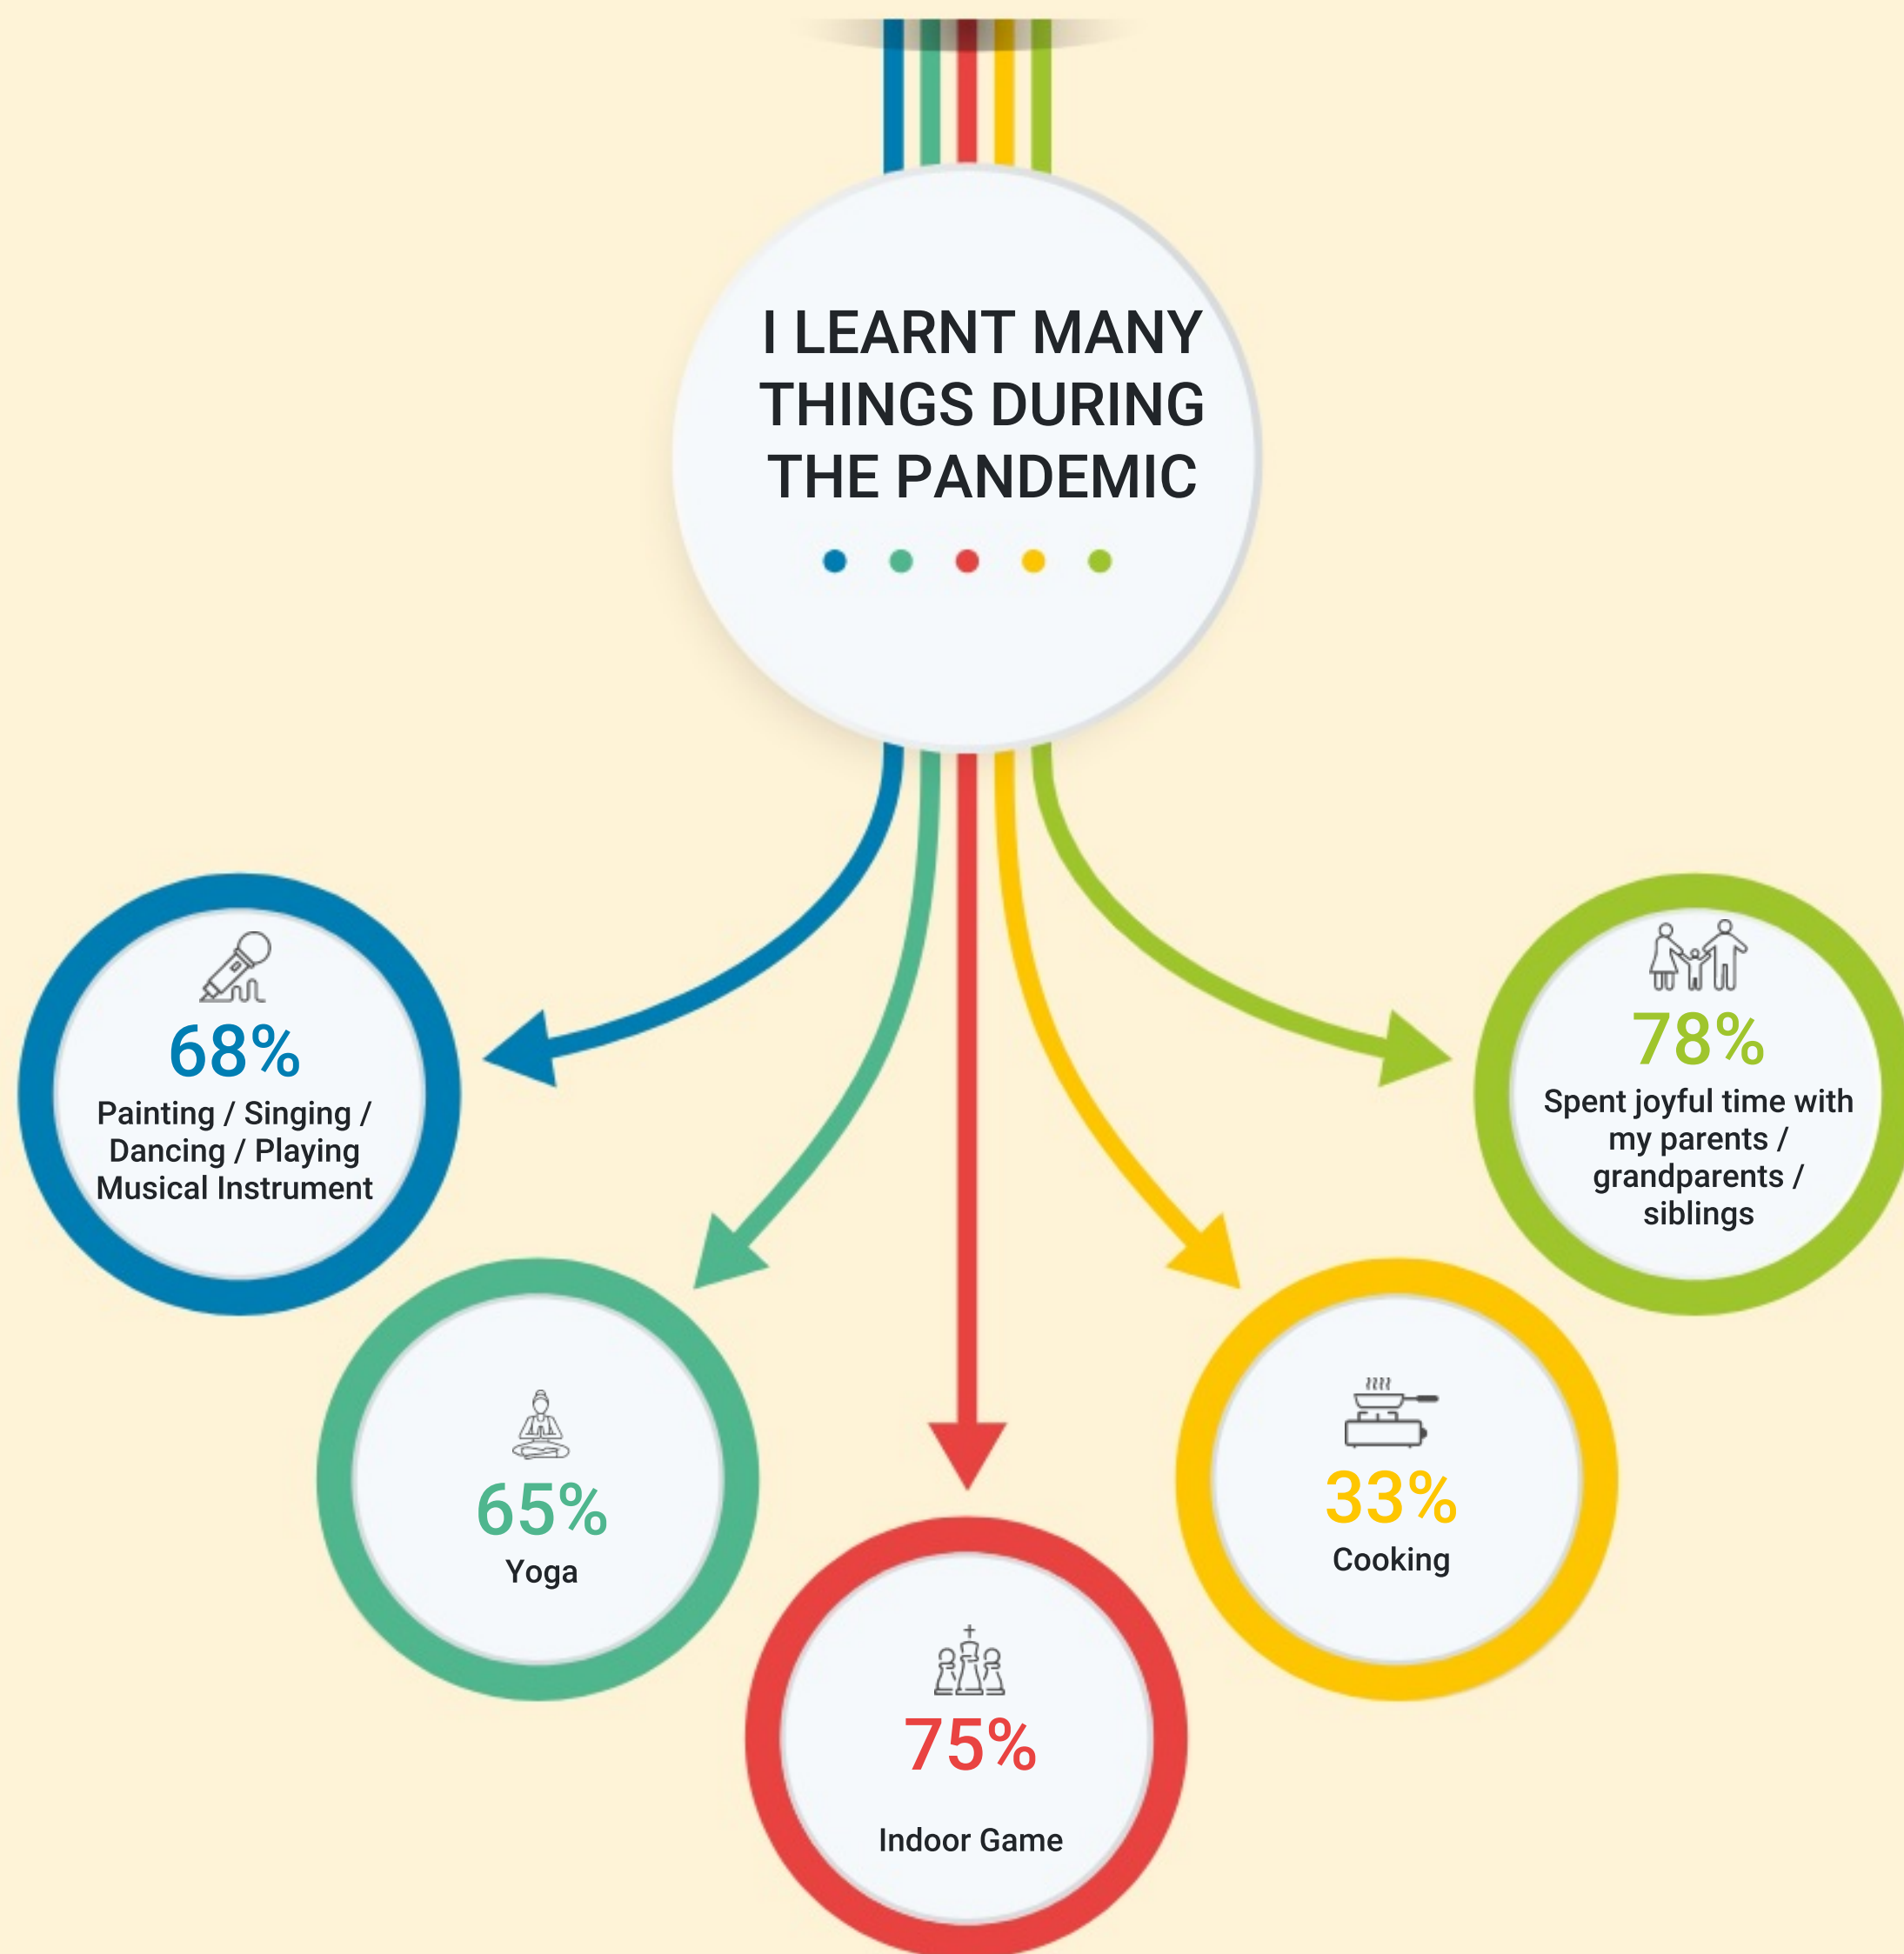 I LEARNT MANY
THINGS DURING
THE PANDEMIC
68%
Painting / Singing /
Dancing / Playing
Musical Instrument
65%
Yoga
75%
Indoor Game
33%
Cooking
78%
Spent joyful time with
my parents /
grandparents /
siblings